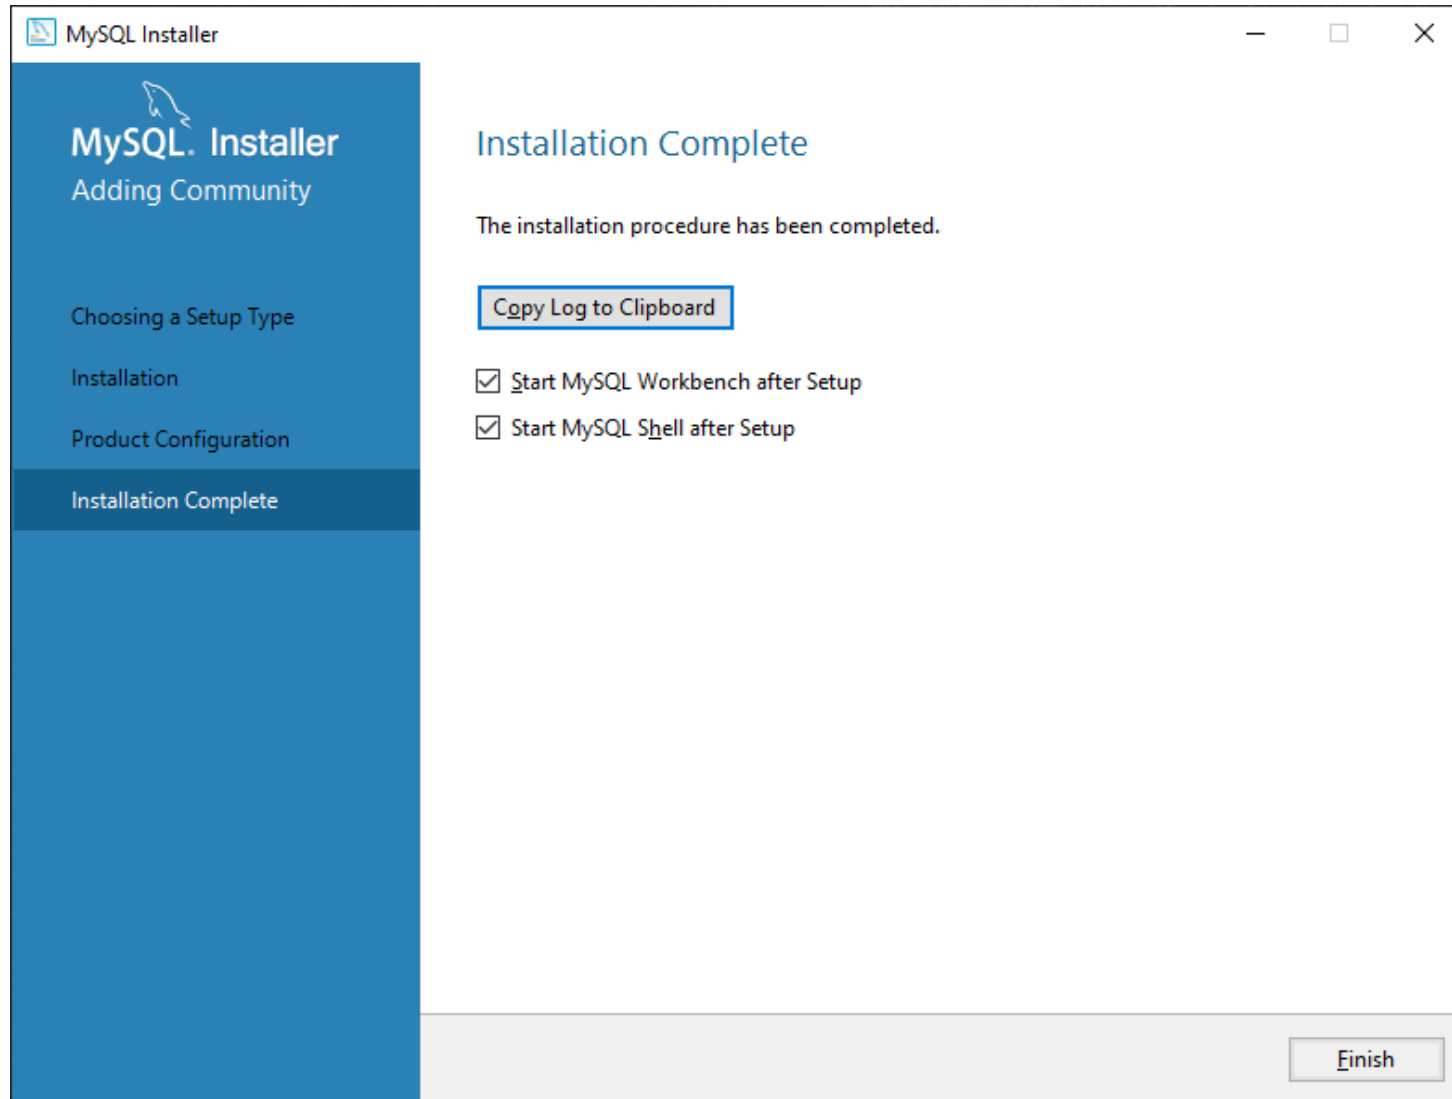 MySQL Installer
MySQL. Installer
Adding Community
Choosing a Setup Type
Installation
Product Configuration
Installation Complete
Installation Complete
The installation procedure has been completed.
Copy Log to Clipboard
Start MySQL Workbench after Setup
Start MySQL Shell after Setup
Finish